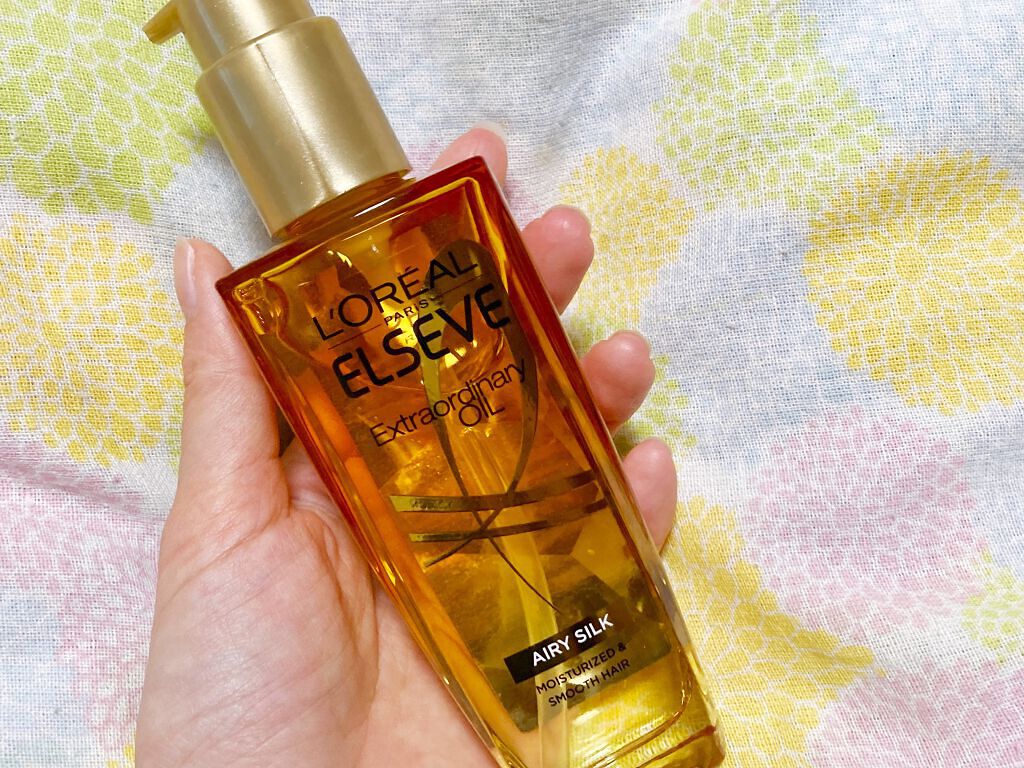 L'ORÉAL
PARIS
ELSEVE
Extraordinary
OIL
AIRY SILK
MOISTURIZED &
SMOOTH HAIR